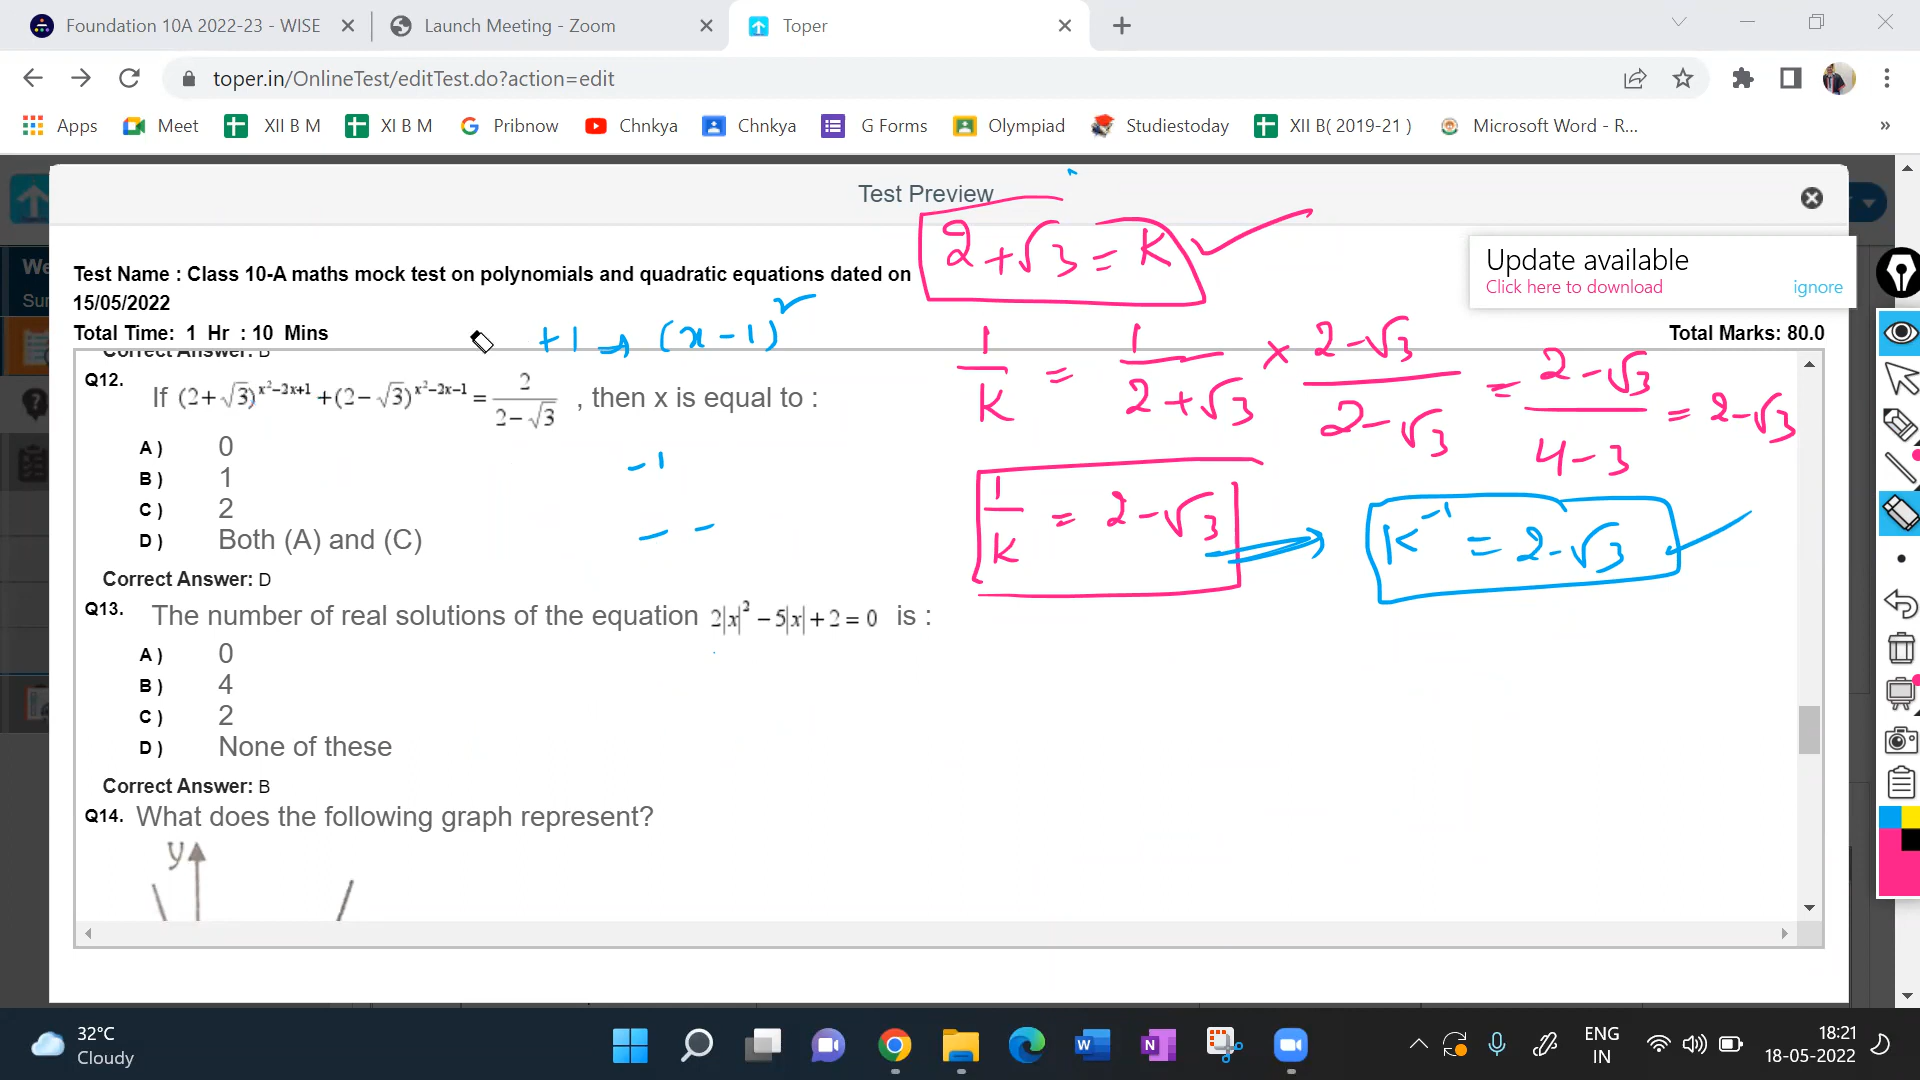 Foundation 10A 2022-23 - WISE
Launch Meeting - Zoom
Toper
toper.in/OnlineTest/editTest.do?action=edit
Apps Meet XII B M XI B M Pribnow Chnkya Chnkya G Forms Olympiad Studiestoday XII B( 2019-21 ) Microsoft Word - R... »
Test Preview
2+√3 = K
Update available
Click here to download ignore
Test Name : Class 10-A maths mock test on polynomials and quadratic equations dated on
15/05/2022
Total Time: 1 Hr : 10 Mins
Total Marks: 80.0
+1 → (x-1)²
1/K = 1/(2+√3) × (2-√3)/(2-√3) = (2-√3)/(4-3) = 2-√3
Correct Answer: B
Q12. If (2+√3)^(x²-2x+1) + (2-√3)^(x²-2x-1) = 2/(2-√3) , then x is equal to :
A ) 0
B ) 1
C ) 2
D ) Both (A) and (C)
-1
- -
1/K = 2-√3 ⇒ K⁻¹ = 2-√3
Correct Answer: D
Q13. The number of real solutions of the equation 2|x|² - 5|x| + 2 = 0 is :
A ) 0
B ) 4
C ) 2
D ) None of these
Correct Answer: B
Q14. What does the following graph represent?
y
32°C
Cloudy
ENG
IN
18:21
18-05-2022